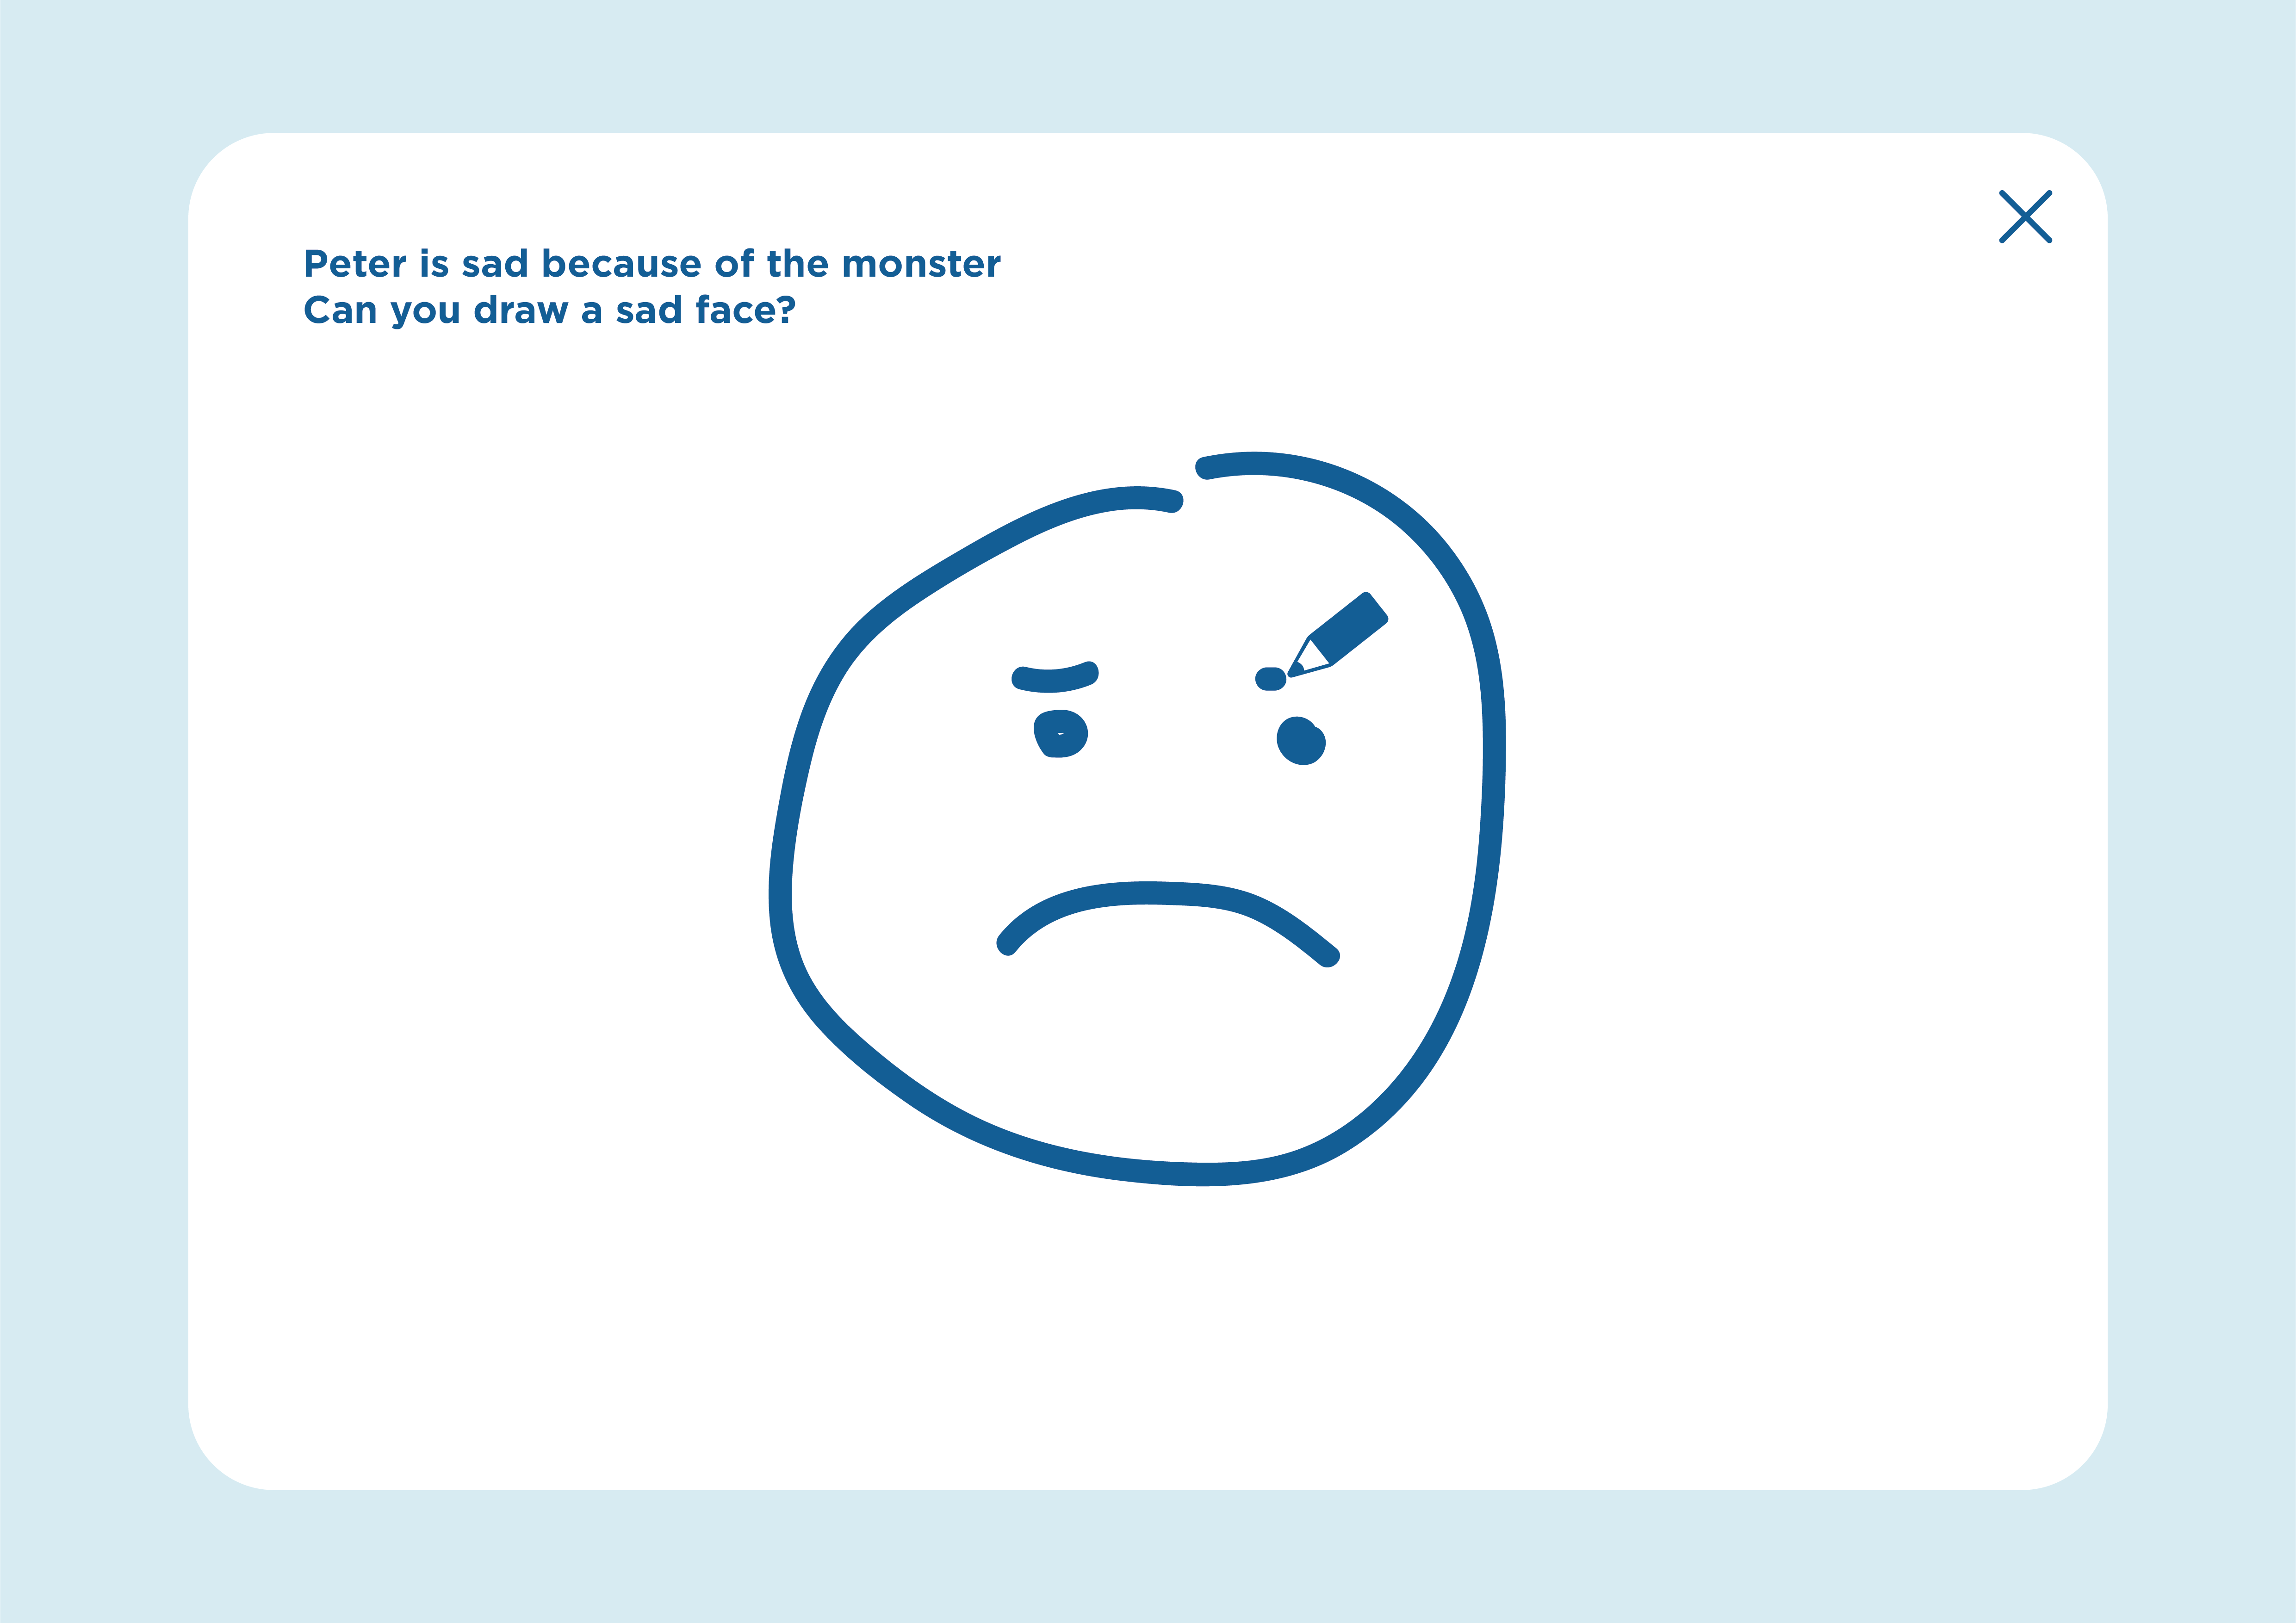 Peter is sad because of the monster
Can you draw a sad face?